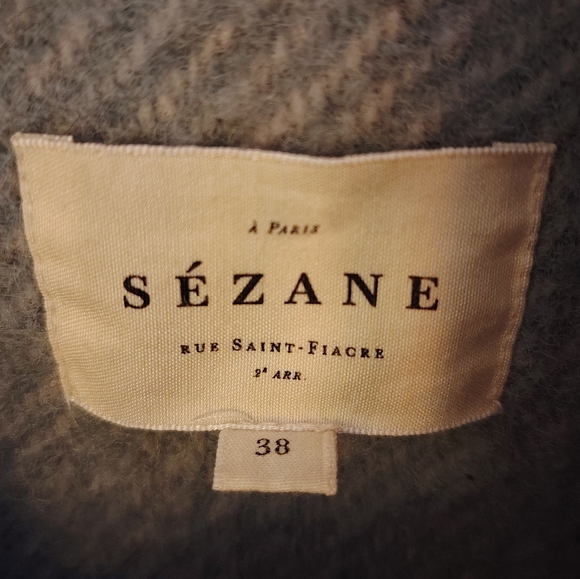 À PARIS
SÉZANE
RUE SAINT-FIACRE
2ᵉ ARR.
38